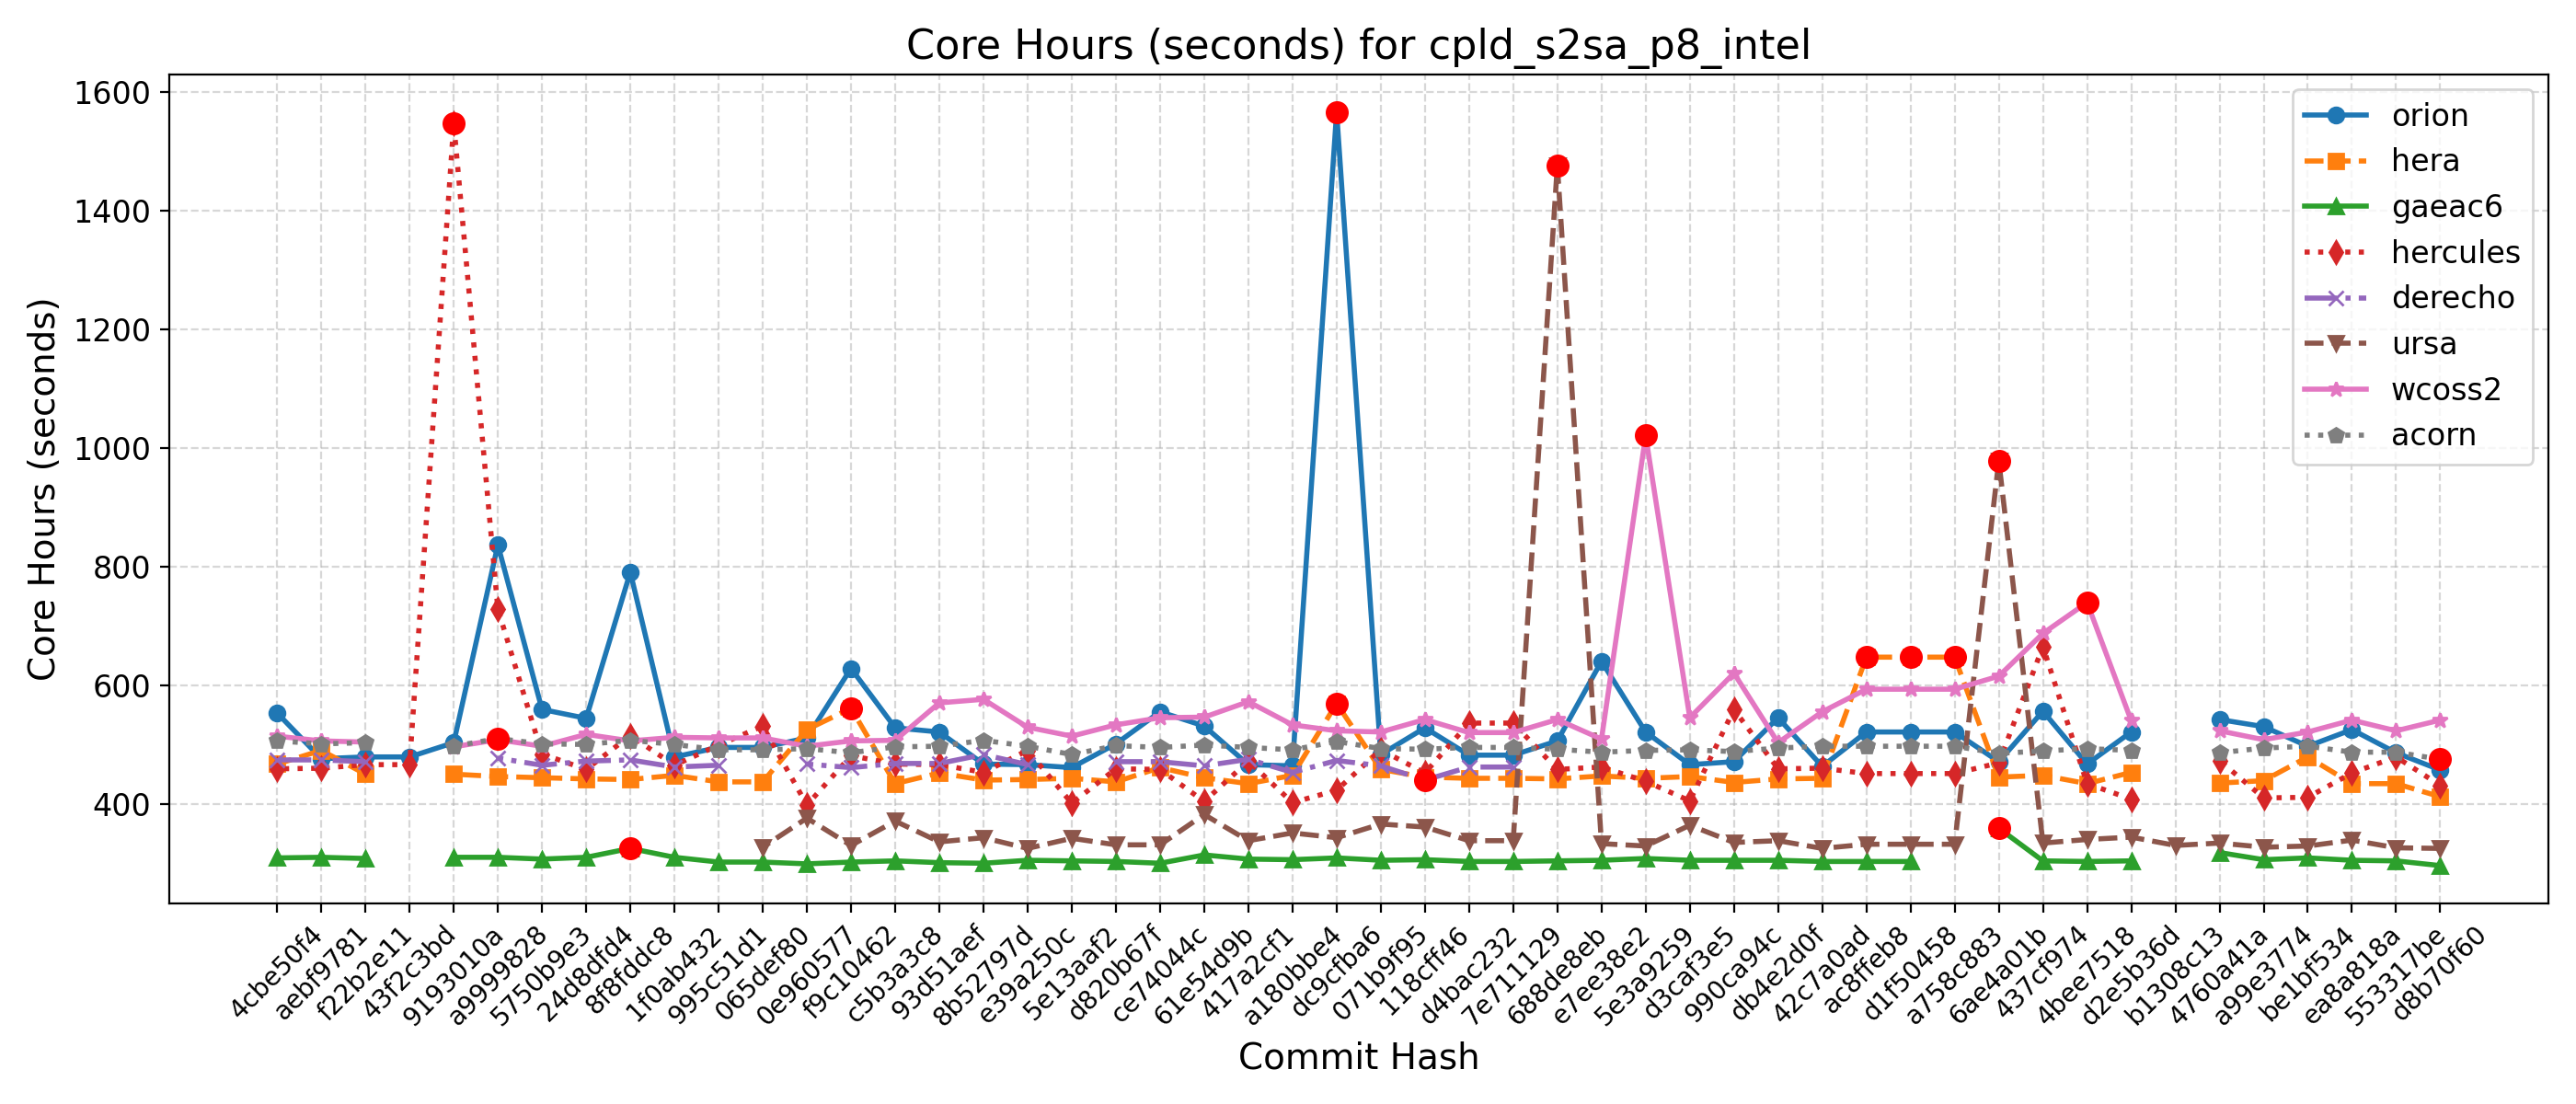 Core Hours (seconds) for cpld_s2sa_p8_intel
Core Hours (seconds)
1600
1400
1200
1000
800
600
400
orion
hera
gaeac6
hercules
derecho
ursa
wcoss2
acorn
4cbe50f4
aebf9781
f22b2e11
43f2c3bd
9193010a
a9999828
5750b9e3
24d8dfd4
8f8fddc8
1f0ab432
995c51d1
065def80
0e960577
f9c10462
c5b3a3c8
93d51aef
8b52797d
e39a250c
5e13aaf2
d820b67f
ce74044c
61e54d9b
417a2cf1
a180bbe4
dc9cfba6
071b9f95
118cff46
d4bac232
7e711129
688de8eb
e7ee38e2
5e3a9259
d3caf3e5
990ca94c
db4e2d0f
42c7a0ad
ac8ffeb8
d1f50458
a758c883
6ae4a01b
437cf974
4bee7518
d2e5b36d
b1308c13
4760a41a
a99e3774
be1bf534
ea8a818a
553317be
d8b70f60
Commit Hash